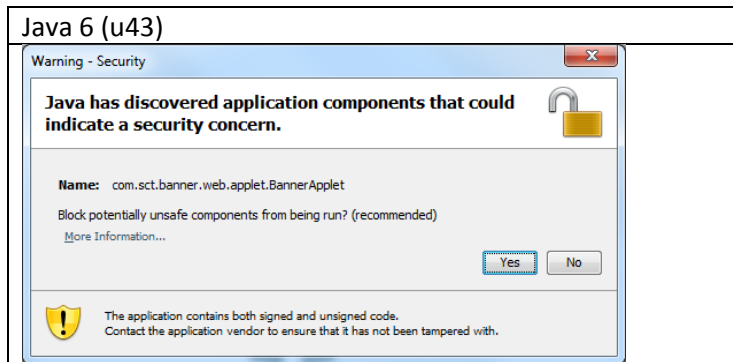 Java 6 (u43)
Warning - Security
Java has discovered application components that could
indicate a security concern.
Name: com.sct.banner.web.applet.BannerApplet
Block potentially unsafe components from being run? (recommended)
More Information...
Yes No
The application contains both signed and unsigned code.
Contact the application vendor to ensure that it has not been tampered with.